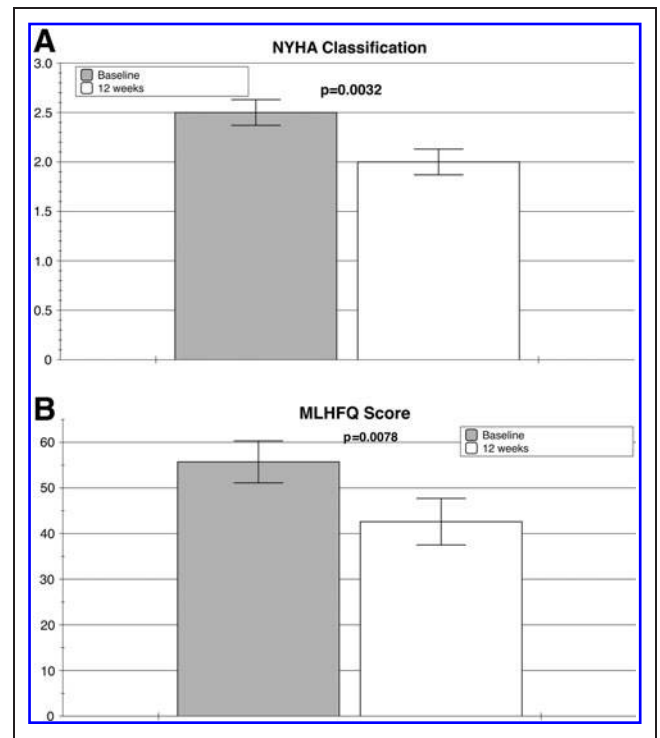 A
NYHA Classification
Baseline
12 weeks
p=0.0032
3.0
2.5
2.0
1.5
1.0
0.5
0
B
MLHFQ Score
p=0.0078
Baseline
12 weeks
60
50
40
30
20
10
0